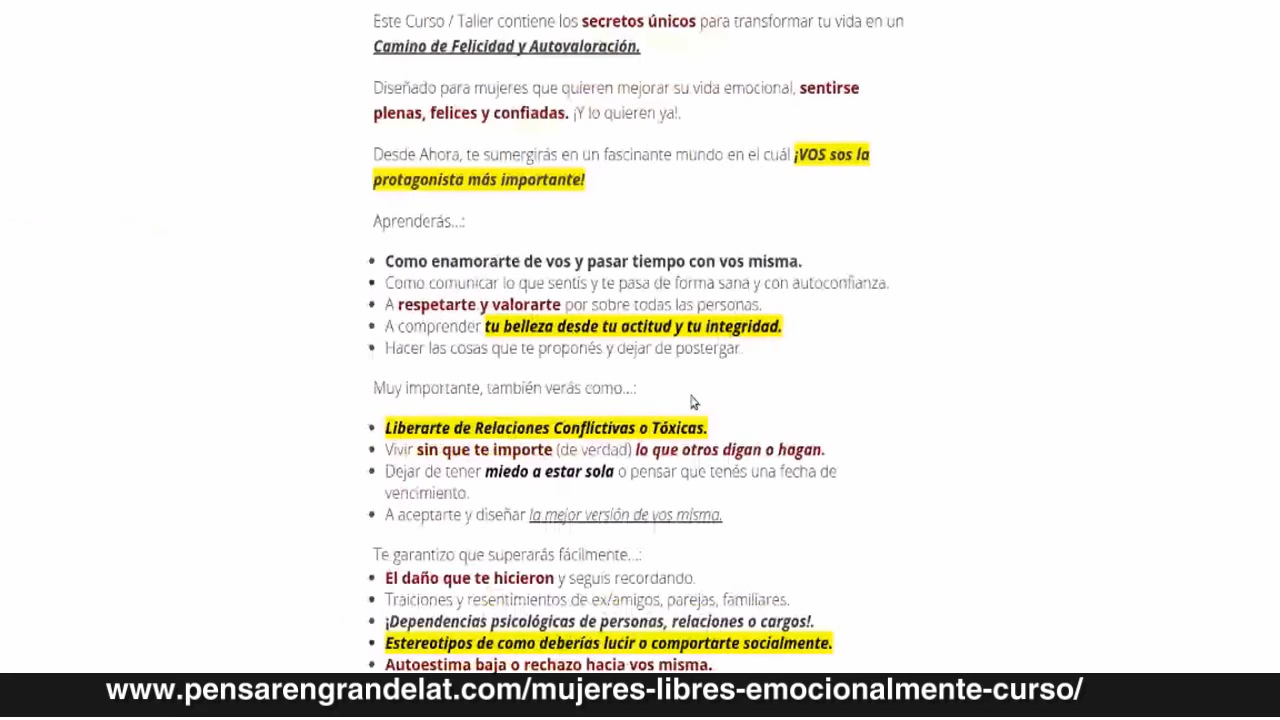 Este Curso / Taller contiene los secretos únicos para transformar tu vida en un
Camino de Felicidad y Autovaloración.
Diseñado para mujeres que quieren mejorar su vida emocional, sentirse
plenas, felices y confiadas. ¡Y lo quieren ya!.
Desde Ahora, te sumergirás en un fascinante mundo en el cuál ¡VOS sos la
protagonista más importante!
Aprenderás...:
• Como enamorarte de vos y pasar tiempo con vos misma.
• Como comunicar lo que sentís y te pasa de forma sana y con autoconfianza.
• A respetarte y valorarte por sobre todas las personas.
• A comprender tu belleza desde tu actitud y tu integridad.
• Hacer las cosas que te proponés y dejar de postergar.
Muy importante, también verás como...:
• Liberarte de Relaciones Conflictivas o Tóxicas.
• Vivir sin que te importe (de verdad) lo que otros digan o hagan.
• Dejar de tener miedo a estar sola o pensar que tenés una fecha de
vencimiento.
• A aceptarte y diseñar la mejor versión de vos misma.
Te garantizo que superarás fácilmente...:
• El daño que te hicieron y seguís recordando.
• Traiciones y resentimientos de ex/amigos, parejas, familiares.
• ¡Dependencias psicológicas de personas, relaciones o cargos!.
• Estereotipos de como deberías lucir o comportarte socialmente.
• Autoestima baja o rechazo hacia vos misma.
www.pensarengrandelat.com/mujeres-libres-emocionalmente-curso/